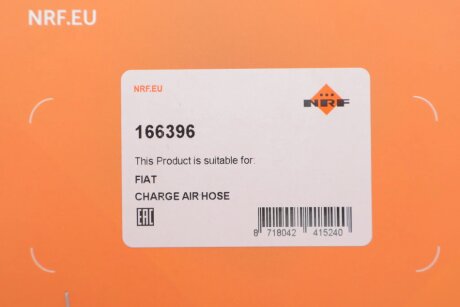 NRF.EU
NRF.EU
NRF
166396
This Product is suitable for:
FIAT
CHARGE AIR HOSE
EAC
8 718042 415240